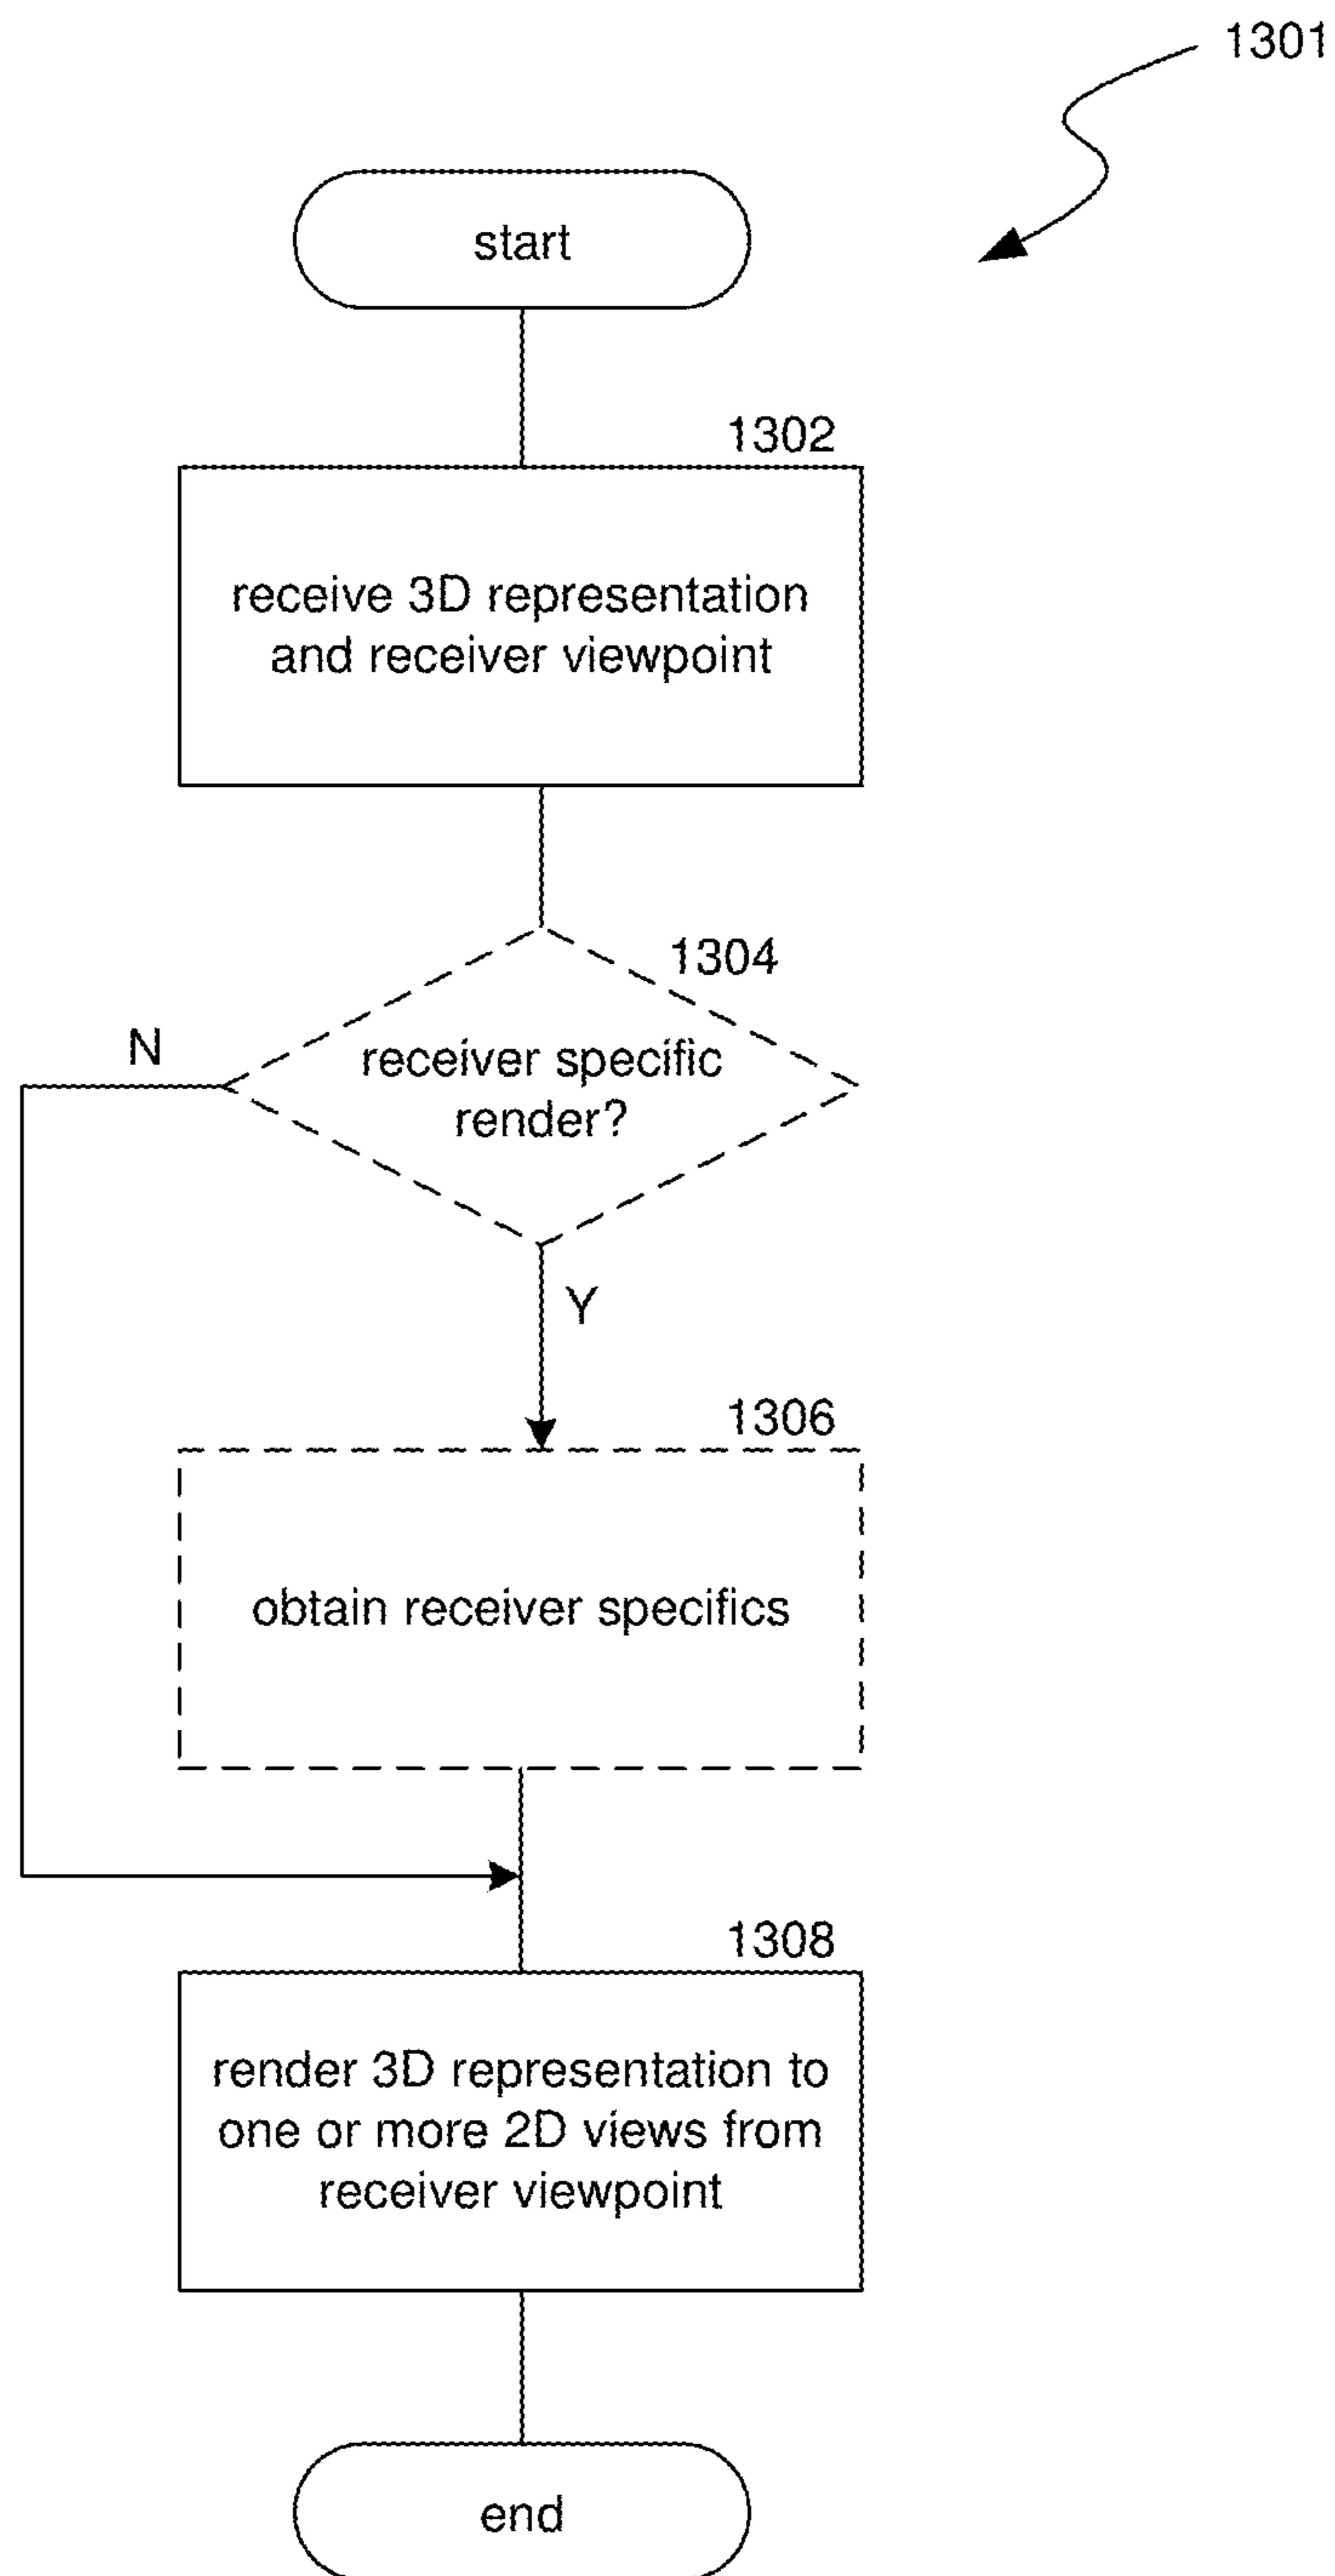 1301
start
1302
receive 3D representation
and receiver viewpoint
1304
N
receiver specific
render?
Y
1306
obtain receiver specifics
1308
render 3D representation to
one or more 2D views from
receiver viewpoint
end